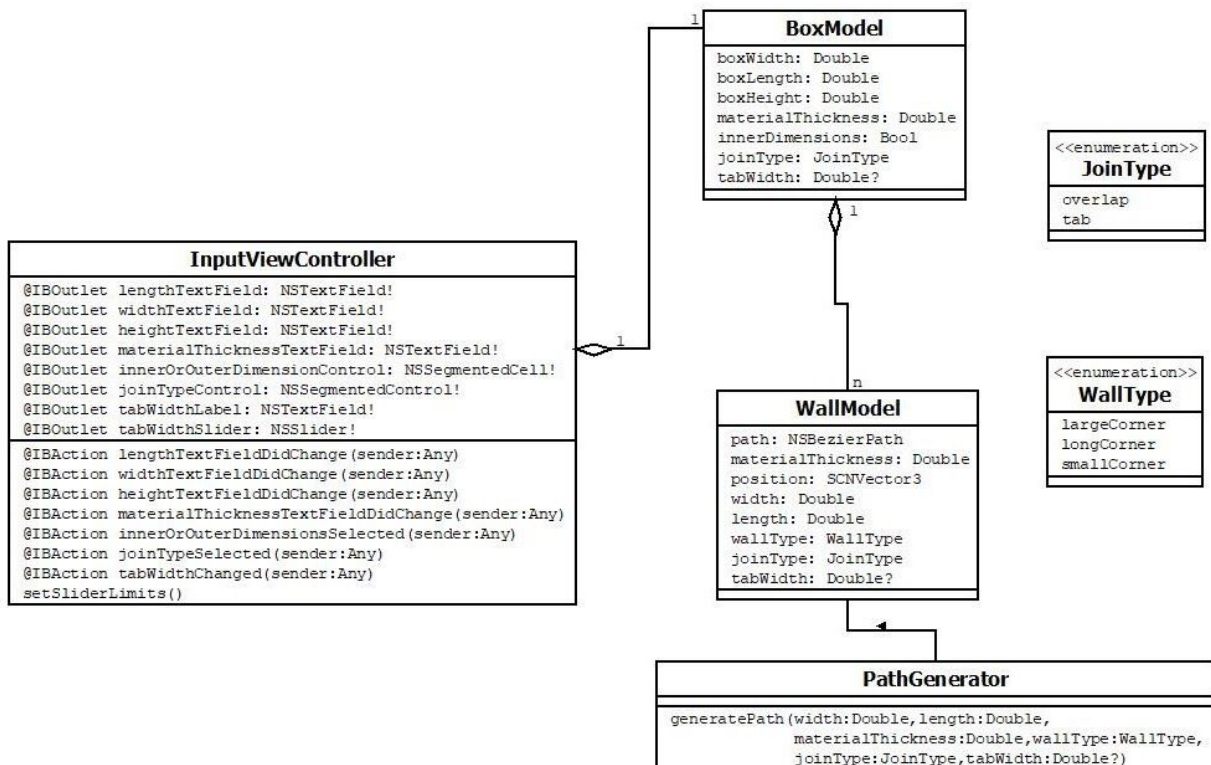 1
BoxModel
boxWidth: Double
boxLength: Double
boxHeight: Double
materialThickness: Double
innerDimensions: Bool
joinType: JoinType
tabWidth: Double?
1
<<enumeration>>
JoinType
overlap
tab
InputViewController
@IBOutlet lengthTextField: NSTextField!
@IBOutlet widthTextField: NSTextField!
@IBOutlet heightTextField: NSTextField!
@IBOutlet materialThicknessTextField: NSTextField!
@IBOutlet innerOrOuterDimensionControl: NSSegmentedCell!
@IBOutlet joinTypeControl: NSSegmentedControl!
@IBOutlet tabWidthLabel: NSTextField!
@IBOutlet tabWidthSlider: NSSlider!
@IBAction lengthTextFieldDidChange(sender:Any)
@IBAction widthTextFieldDidChange(sender:Any)
@IBAction heightTextFieldDidChange(sender:Any)
@IBAction materialThicknessTextFieldDidChange(sender:Any)
@IBAction innerOrOuterDimensionsSelected(sender:Any)
@IBAction joinTypeSelected(sender:Any)
@IBAction tabWidthChanged(sender:Any)
setSliderLimits()
1
n
WallModel
path: NSBezierPath
materialThickness: Double
position: SCNVector3
width: Double
length: Double
wallType: WallType
joinType: JoinType
tabWidth: Double?
<<enumeration>>
WallType
largeCorner
longCorner
smallCorner
PathGenerator
generatePath(width:Double,length:Double,
materialThickness:Double,wallType:WallType,
joinType:JoinType,tabWidth:Double?)